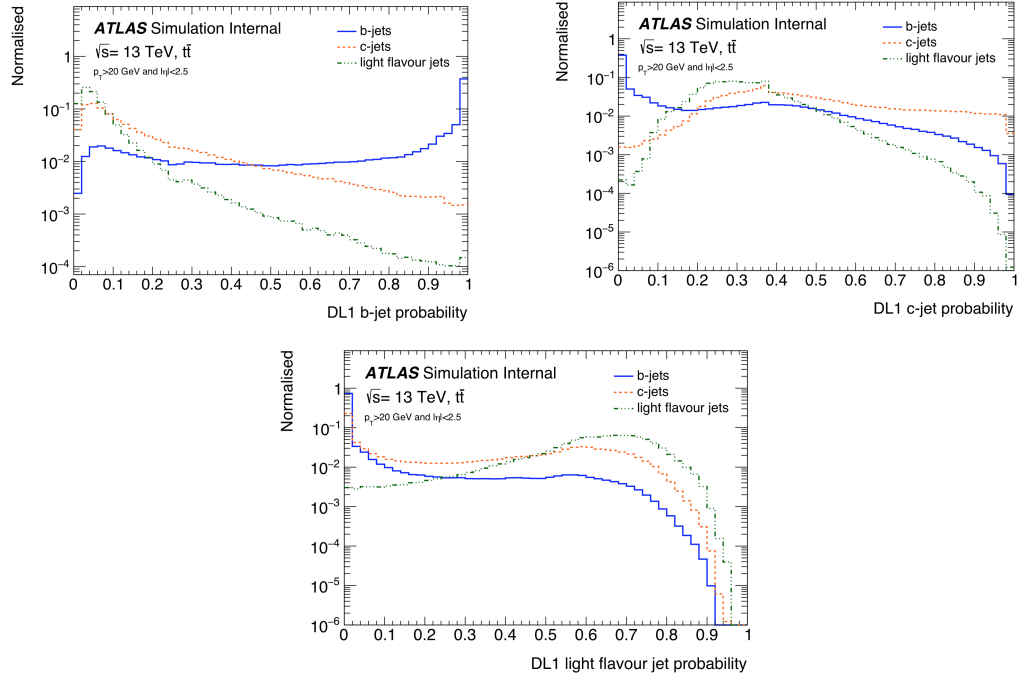 Normalised
ATLAS Simulation Internal
√s= 13 TeV, tt̄
p_T>20 GeV and |η|<2.5
b-jets
c-jets
light flavour jets
1
10⁻¹
10⁻²
10⁻³
10⁻⁴
0 0.1 0.2 0.3 0.4 0.5 0.6 0.7 0.8 0.9 1
DL1 b-jet probability
Normalised
ATLAS Simulation Internal
√s= 13 TeV, tt̄
p_T>20 GeV and |η|<2.5
b-jets
c-jets
light flavour jets
1
10⁻¹
10⁻²
10⁻³
10⁻⁴
10⁻⁵
10⁻⁶
0 0.1 0.2 0.3 0.4 0.5 0.6 0.7 0.8 0.9 1
DL1 c-jet probability
Normalised
ATLAS Simulation Internal
√s= 13 TeV, tt̄
p_T>20 GeV and |η|<2.5
b-jets
c-jets
light flavour jets
1
10⁻¹
10⁻²
10⁻³
10⁻⁴
10⁻⁵
10⁻⁶
0 0.1 0.2 0.3 0.4 0.5 0.6 0.7 0.8 0.9 1
DL1 light flavour jet probability